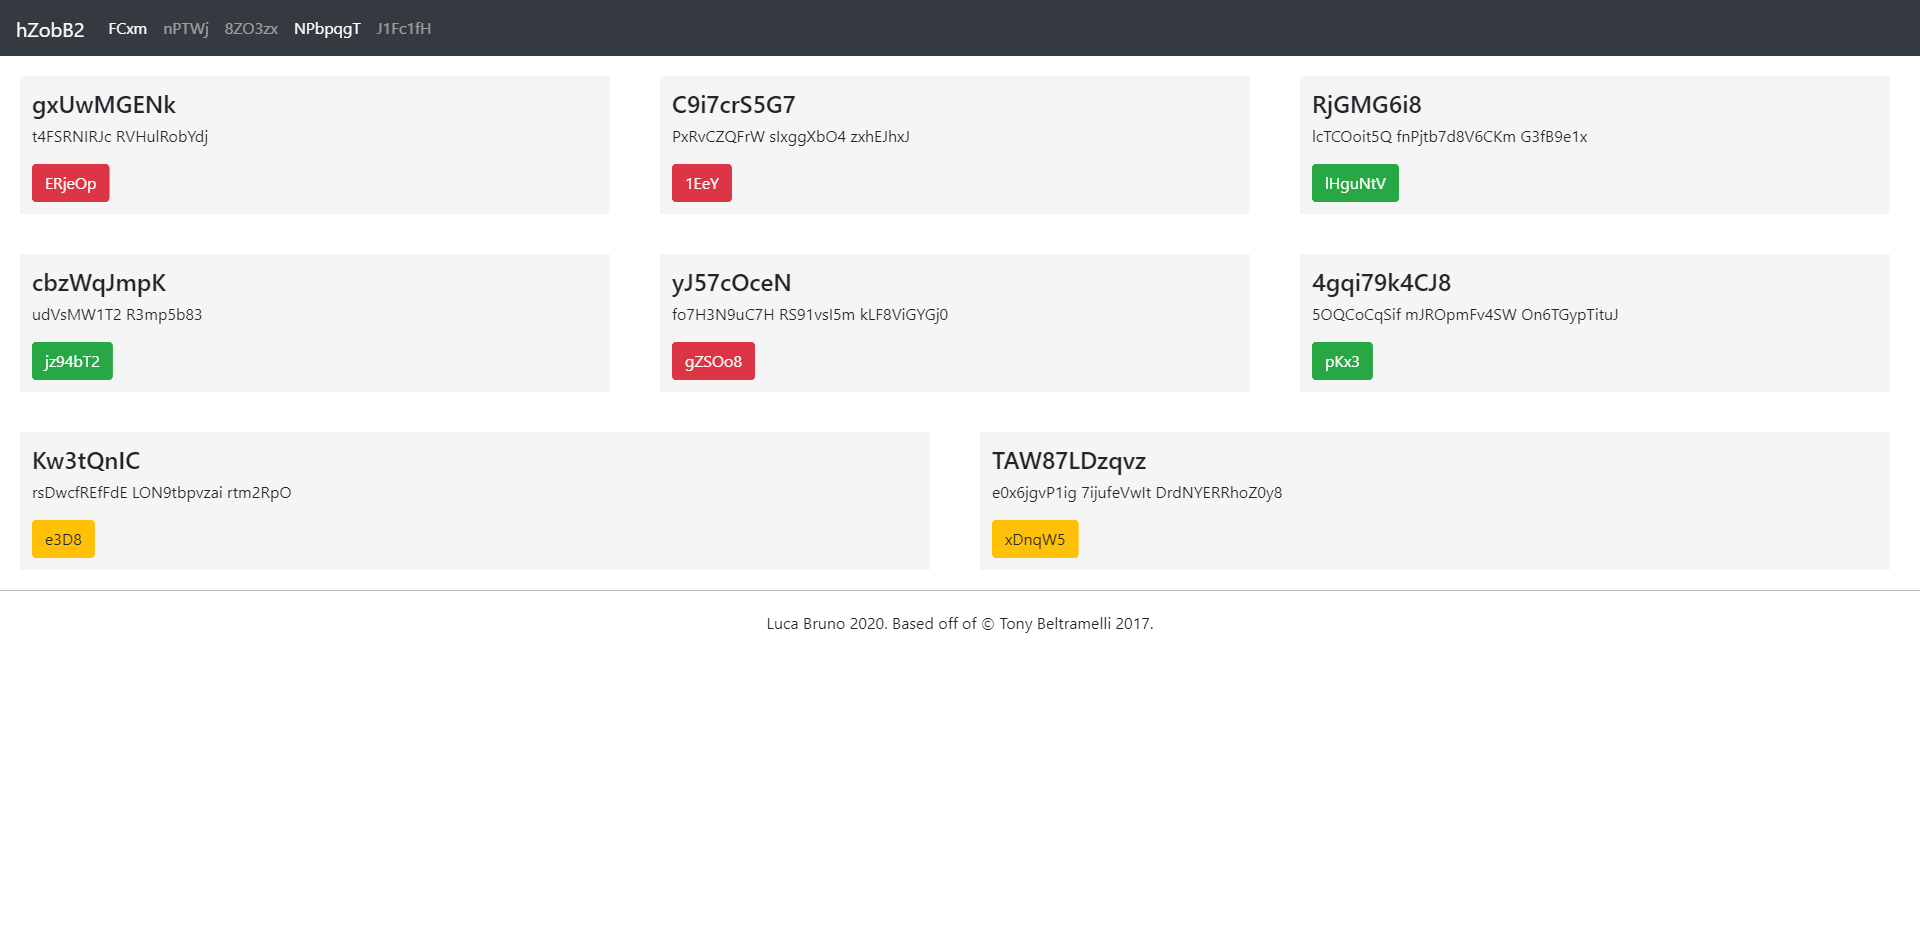 hZobB2 FCxm nPTWj 8ZO3zx NPbpqgT J1Fc1fH
gxUwMGENk
t4FSRNIRJc RVHulRobYdj
ERjeOp
C9i7crS5G7
PxRvCZQFrW sIxggXbO4 zxhEJhxJ
1EeY
RjGMG6i8
lcTCOoit5Q fnPjtb7d8V6CKm G3fB9e1x
lHguNtV
cbzWqJmpK
udVsMW1T2 R3mp5b83
jz94bT2
yJ57cOceN
fo7H3N9uC7H RS91vsI5m kLF8ViGYGj0
gZSOo8
4gqi79k4CJ8
5OQCoCqSif mJROpmFv4SW On6TGypTituJ
pKx3
Kw3tQnIC
rsDwcfREfFdE LON9tbpvzai rtm2RpO
e3D8
TAW87LDzqvz
e0x6jgvP1ig 7ijufeVwIt DrdNYERRhoZ0y8
xDnqW5
Luca Bruno 2020. Based off of © Tony Beltramelli 2017.